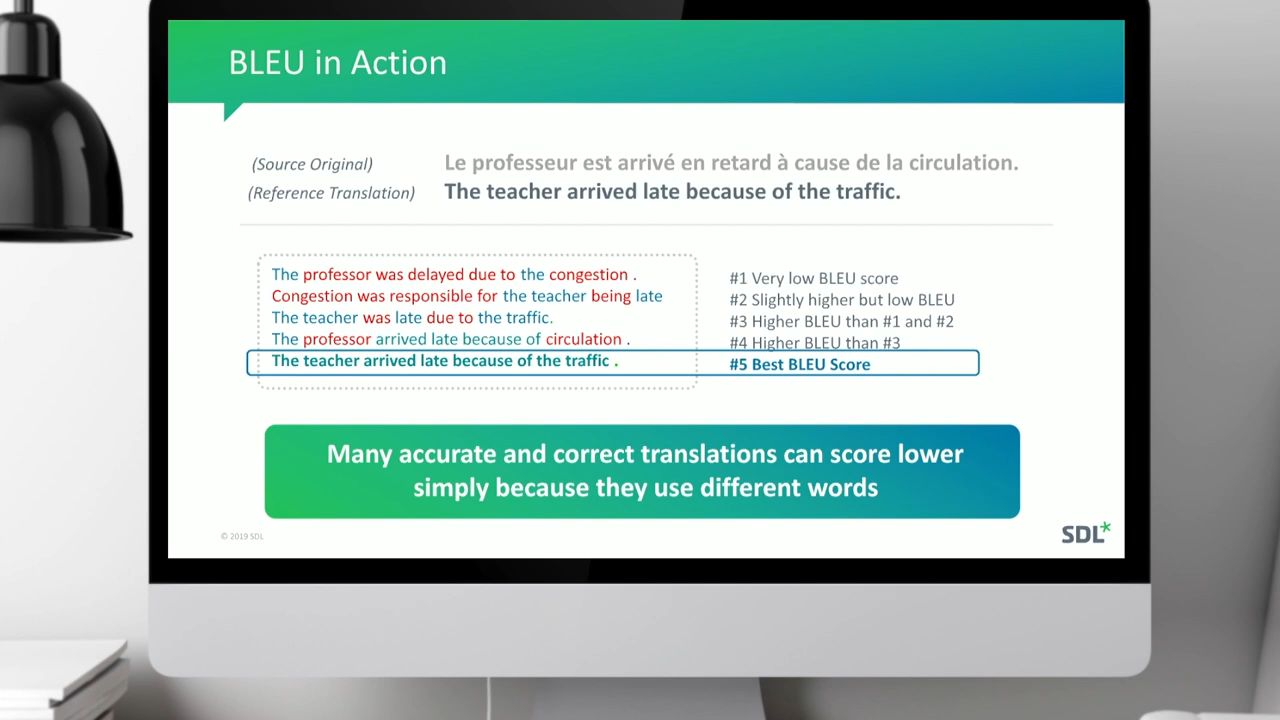 BLEU in Action
(Source Original) Le professeur est arrivé en retard à cause de la circulation.
(Reference Translation) The teacher arrived late because of the traffic.
The professor was delayed due to the congestion . #1 Very low BLEU score
Congestion was responsible for the teacher being late #2 Slightly higher but low BLEU
The teacher was late due to the traffic. #3 Higher BLEU than #1 and #2
The professor arrived late because of circulation . #4 Higher BLEU than #3
The teacher arrived late because of the traffic . #5 Best BLEU Score
Many accurate and correct translations can score lower
simply because they use different words
© 2019 SDL
SDL*